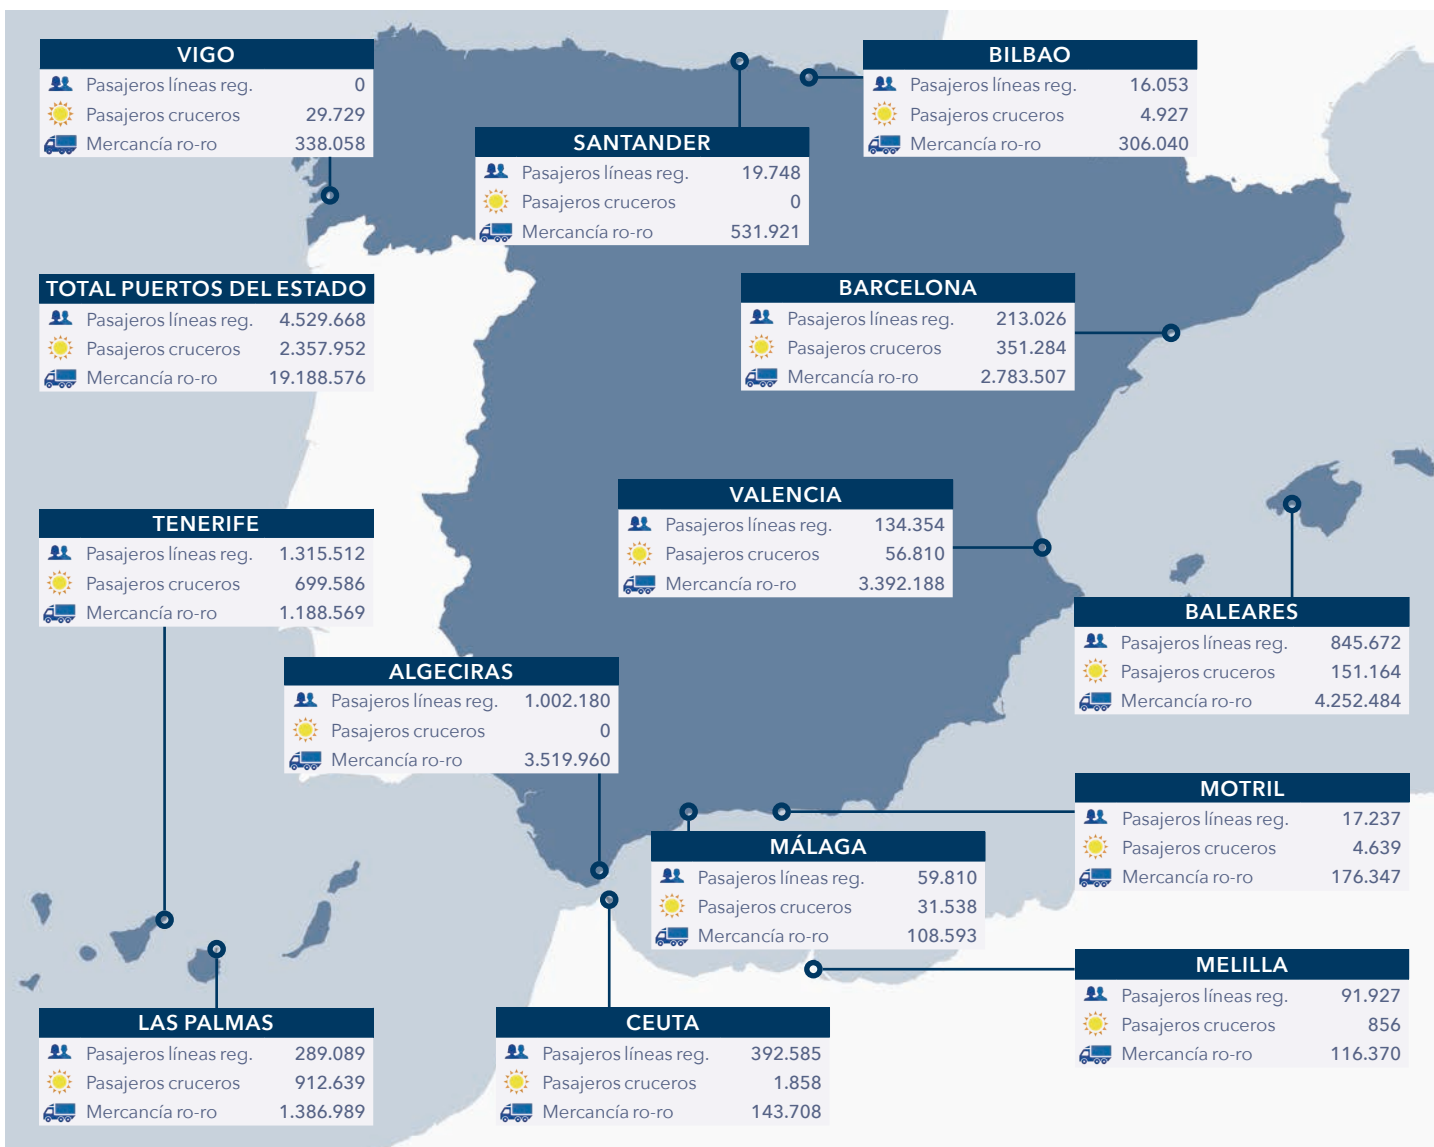 VIGO
Pasajeros líneas reg. 0
Pasajeros cruceros 29.729
Mercancía ro-ro 338.058
BILBAO
Pasajeros líneas reg. 16.053
Pasajeros cruceros 4.927
Mercancía ro-ro 306.040
SANTANDER
Pasajeros líneas reg. 19.748
Pasajeros cruceros 0
Mercancía ro-ro 531.921
TOTAL PUERTOS DEL ESTADO
Pasajeros líneas reg. 4.529.668
Pasajeros cruceros 2.357.952
Mercancía ro-ro 19.188.576
BARCELONA
Pasajeros líneas reg. 213.026
Pasajeros cruceros 351.284
Mercancía ro-ro 2.783.507
VALENCIA
Pasajeros líneas reg. 134.354
Pasajeros cruceros 56.810
Mercancía ro-ro 3.392.188
TENERIFE
Pasajeros líneas reg. 1.315.512
Pasajeros cruceros 699.586
Mercancía ro-ro 1.188.569
BALEARES
Pasajeros líneas reg. 845.672
Pasajeros cruceros 151.164
Mercancía ro-ro 4.252.484
ALGECIRAS
Pasajeros líneas reg. 1.002.180
Pasajeros cruceros 0
Mercancía ro-ro 3.519.960
MOTRIL
Pasajeros líneas reg. 17.237
Pasajeros cruceros 4.639
Mercancía ro-ro 176.347
MÁLAGA
Pasajeros líneas reg. 59.810
Pasajeros cruceros 31.538
Mercancía ro-ro 108.593
MELILLA
Pasajeros líneas reg. 91.927
Pasajeros cruceros 856
Mercancía ro-ro 116.370
LAS PALMAS
Pasajeros líneas reg. 289.089
Pasajeros cruceros 912.639
Mercancía ro-ro 1.386.989
CEUTA
Pasajeros líneas reg. 392.585
Pasajeros cruceros 1.858
Mercancía ro-ro 143.708